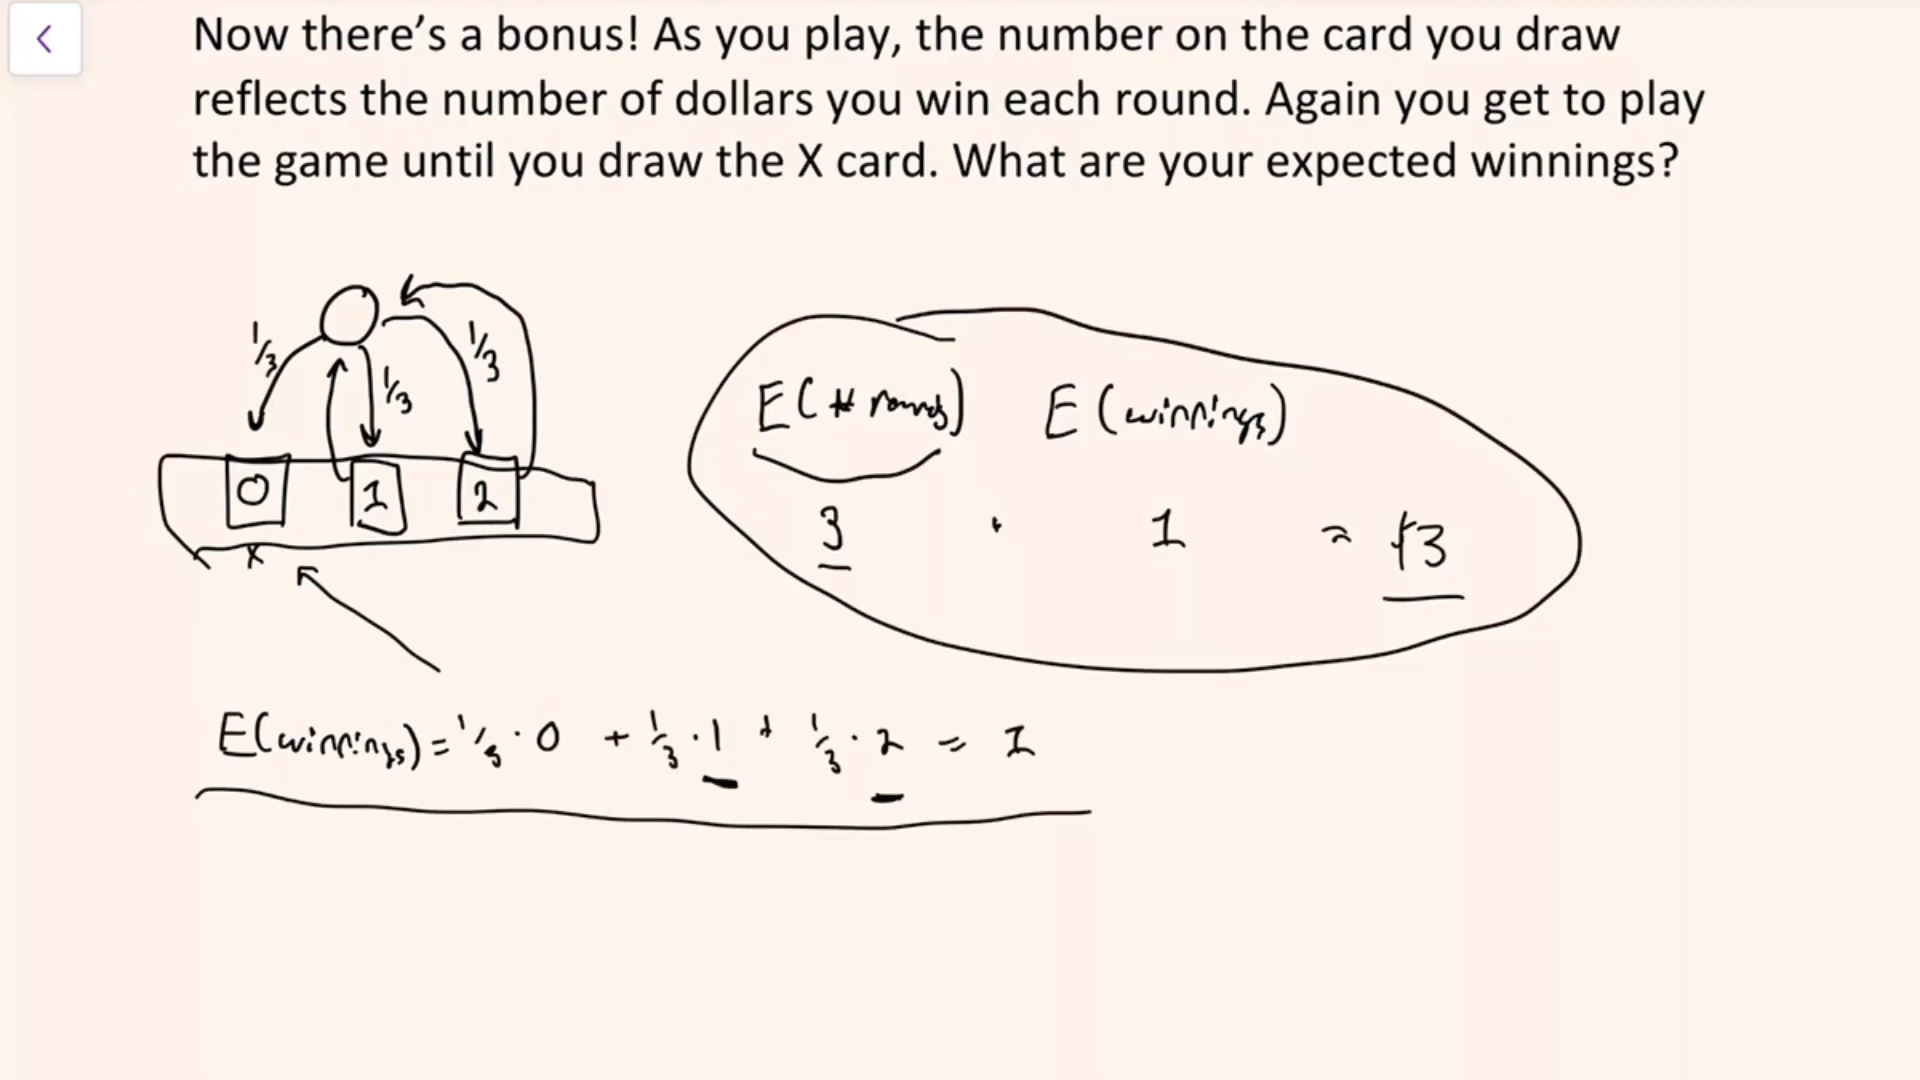 Now there’s a bonus! As you play, the number on the card you draw
reflects the number of dollars you win each round. Again you get to play
the game until you draw the X card. What are your expected winnings?
1/3 1/3 1/3
0 1 2
x
E(# rounds) E(winnings)
3 · 1 = $3
E(winnings) = 1/3 · 0 + 1/3 · 1 + 1/3 · 2 = 1